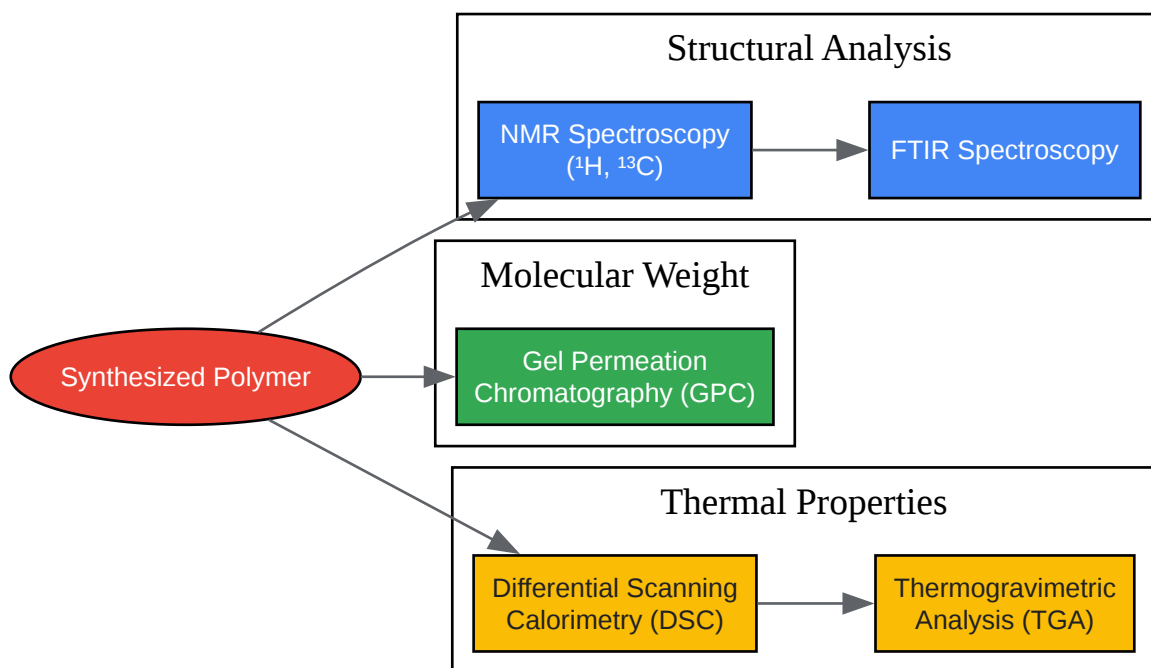 Structural Analysis
NMR Spectroscopy
(¹H, ¹³C)
FTIR Spectroscopy
Molecular Weight
Gel Permeation
Chromatography (GPC)
Synthesized Polymer
Thermal Properties
Differential Scanning
Calorimetry (DSC)
Thermogravimetric
Analysis (TGA)